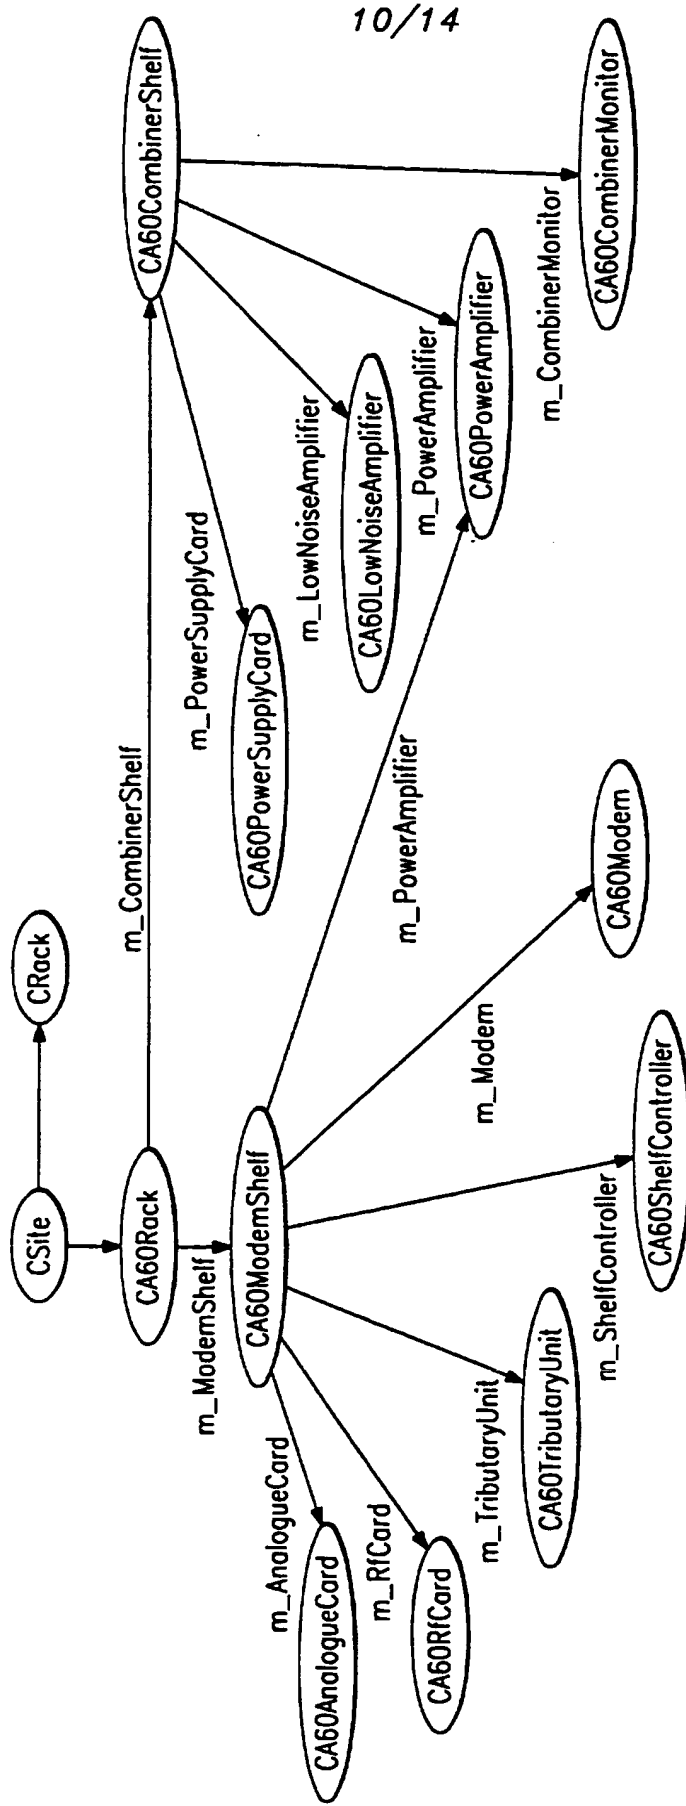 10/14
CSite
CRack
CA60Rack
m_CombinerShelf
CA60CombinerShelf
m_ModemShelf
CA60ModemShelf
m_PowerSupplyCard
CA60PowerSupplyCard
m_LowNoiseAmplifier
CA60LowNoiseAmplifier
m_PowerAmplifier
CA60PowerAmplifier
m_CombinerMonitor
CA60CombinerMonitor
m_AnalogueCard
CA60AnalogueCard
m_RfCard
CA60RfCard
m_TributaryUnit
CA60TributaryUnit
m_ShelfController
CA60ShelfController
m_Modem
CA60Modem
m_PowerAmplifier